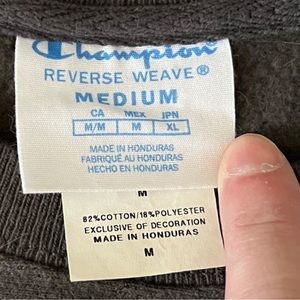 Champion
REVERSE WEAVE®
MEDIUM
CA MEX JPN
M/M M XL
MADE IN HONDURAS
FABRIQUÉ AU HONDURAS
HECHO EN HONDURAS
M
82%COTTON/18%POLYESTER
EXCLUSIVE OF DECORATION
MADE IN HONDURAS
M